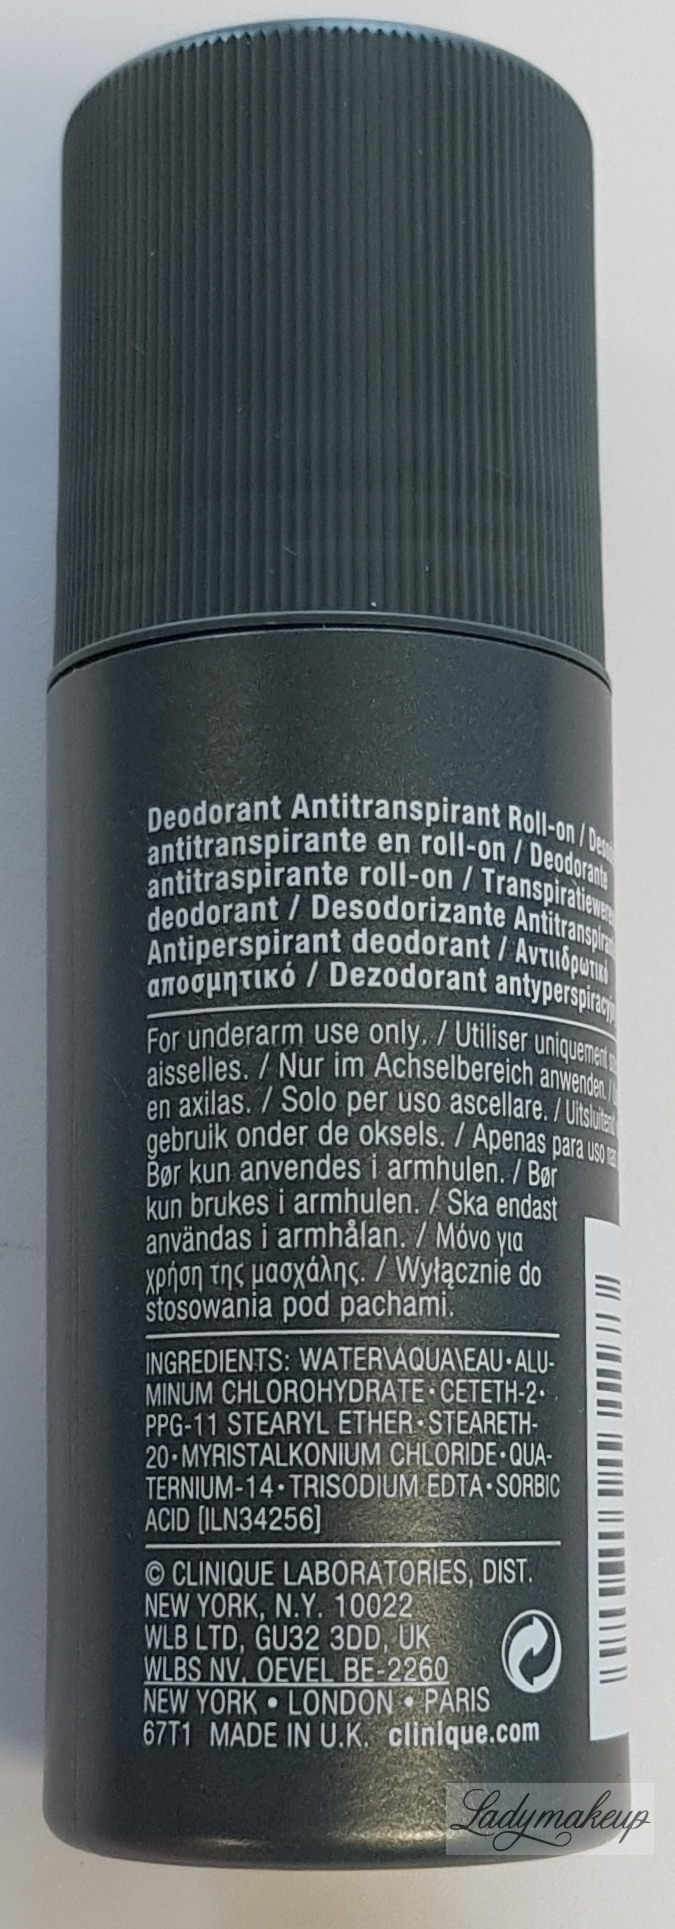 Deodorant Antitranspirant Roll-on /
antitranspirante en roll-on / Deodorante
antitraspirante roll-on /
deodorant / Desodorizante
Antiperspirant deodorant / Αντιιδρωτικό
αποσμητικό / Dezodorant
For underarm use only. / Utiliser uniquement
aisselles. / Nur im Achselbereich anwenden. /
en axilas. / Solo per uso ascellare. / Uitsluitend
gebruik onder de oksels. / Apenas para uso
Bør kun anvendes i armhulen. / Bør
kun brukes i armhulen. / Ska endast
användas i armhålan. / Μόνο για
χρήση της μασχάλης. / Wyłącznie do
stosowania pod pachami.
INGREDIENTS: WATER\AQUA\EAU • ALU-
MINUM CHLOROHYDRATE • CETETH-2 •
PPG-11 STEARYL ETHER • STEARETH-
20 • MYRISTALKONIUM CHLORIDE • QUA-
TERNIUM-14 • TRISODIUM EDTA • SORBIC
ACID [ILN34256]
© CLINIQUE LABORATORIES, DIST.
NEW YORK, N.Y. 10022
WLB LTD, GU32 3DD, UK
WLBS NV, OEVEL BE-2260
NEW YORK • LONDON • PARIS
67T1 MADE IN U.K. clinique.com
Ladymakeup